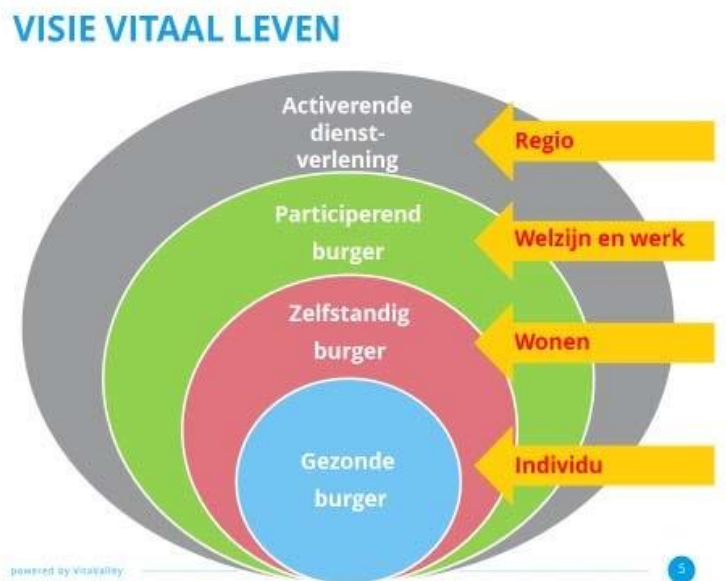 VISIE VITAAL LEVEN
Activerende
dienst-
verlening
Regio
Participerend
burger
Welzijn en werk
Zelfstandig
burger
Wonen
Gezonde
burger
Individu
powered by VitaValley
5